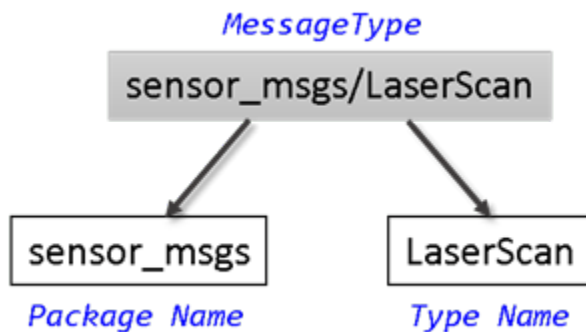 MessageType
sensor_msgs/LaserScan
sensor_msgs
LaserScan
Package Name
Type Name